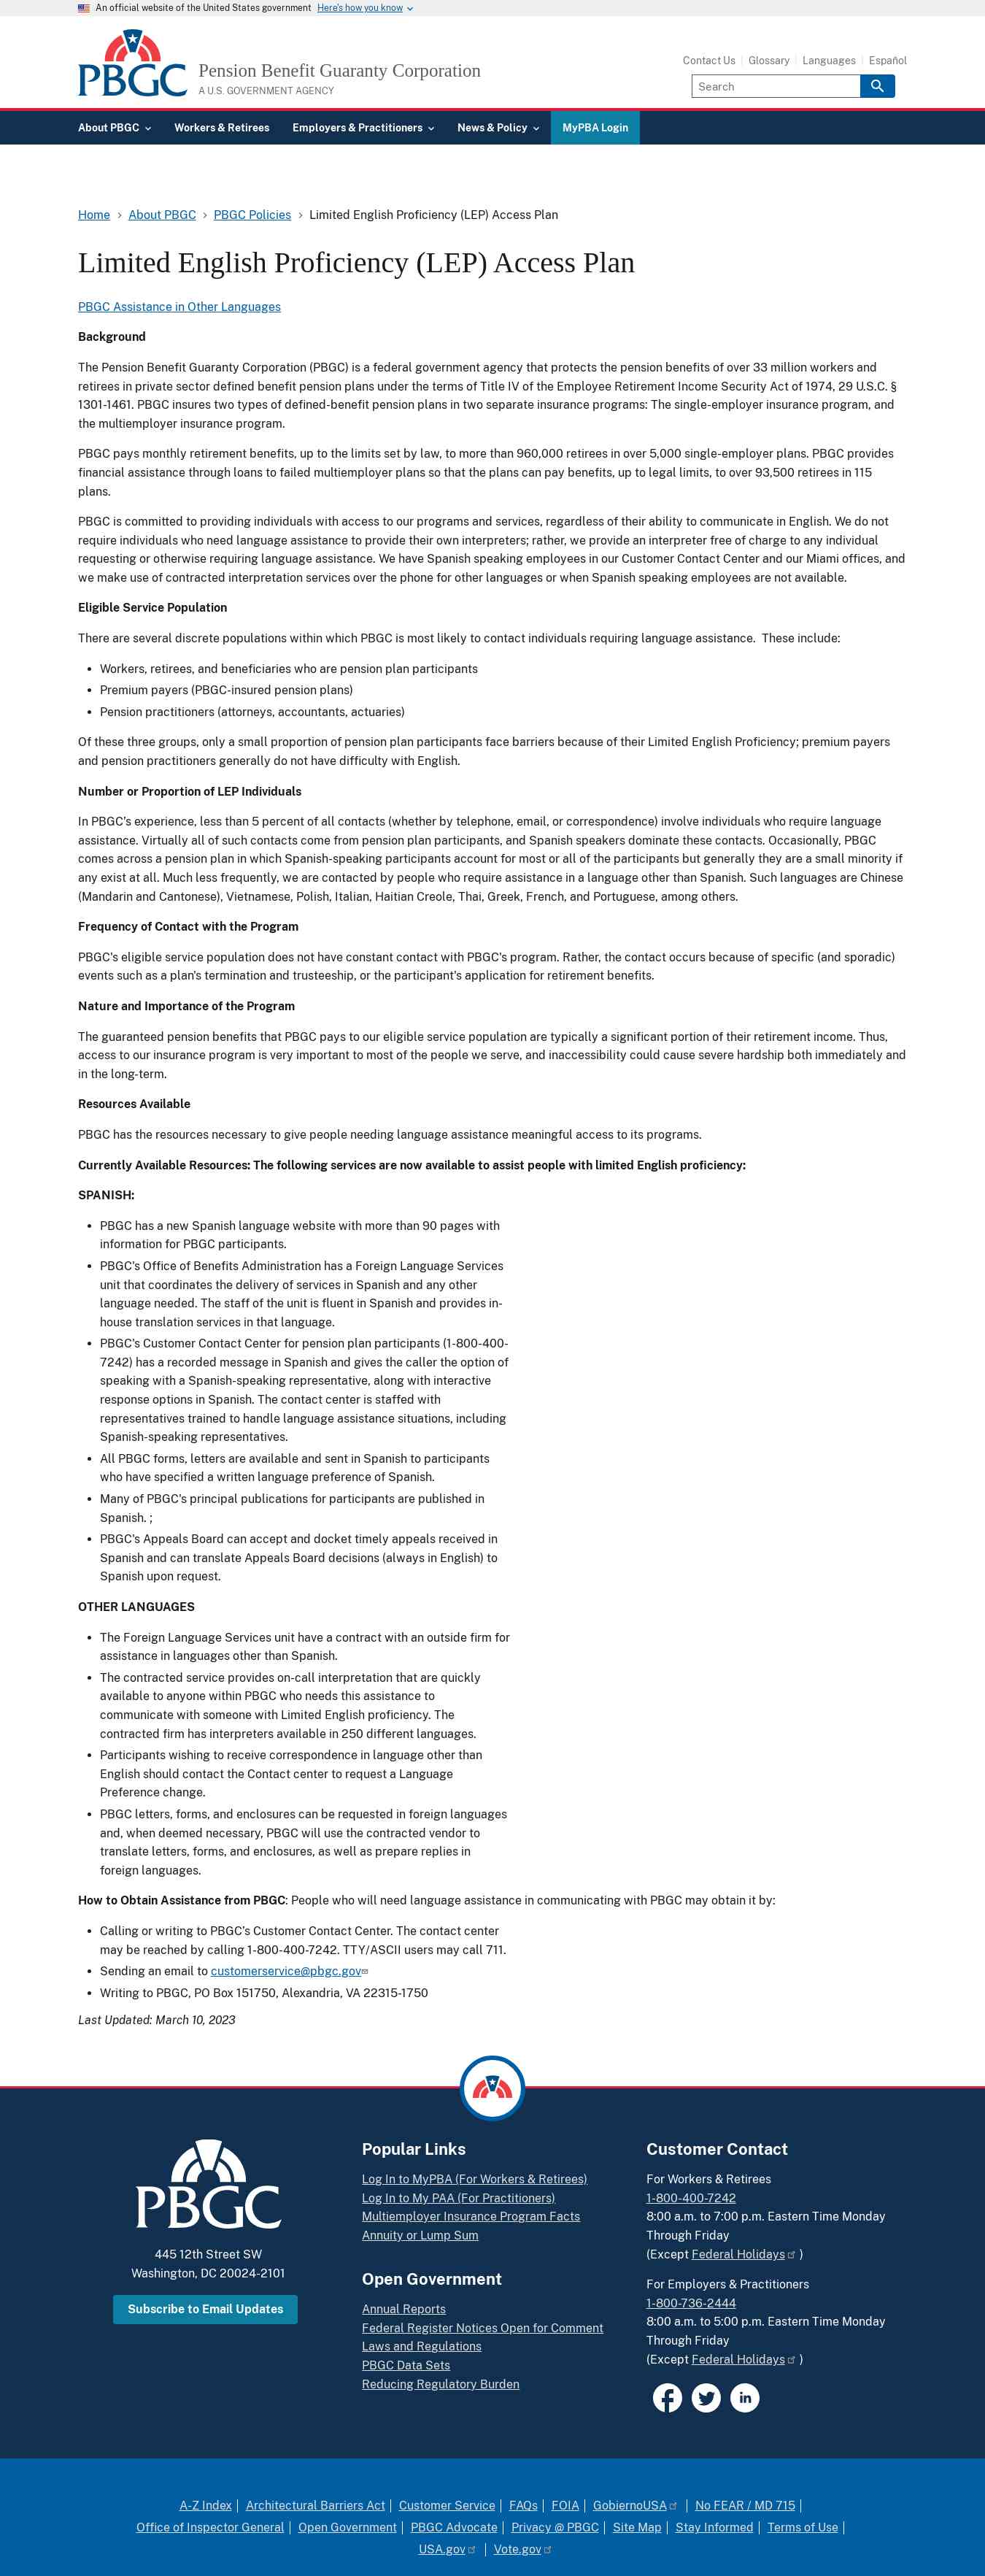 An official website of the United States government Here's how you know
PBGC Pension Benefit Guaranty Corporation
A U.S. GOVERNMENT AGENCY
Contact Us Glossary Languages Español
Search
About PBGC Workers & Retirees Employers & Practitioners News & Policy MyPBA Login
Home About PBGC PBGC Policies Limited English Proficiency (LEP) Access Plan
Limited English Proficiency (LEP) Access Plan
PBGC Assistance in Other Languages
Background
The Pension Benefit Guaranty Corporation (PBGC) is a federal government agency that protects the pension benefits of over 33 million workers and
retirees in private sector defined benefit pension plans under the terms of Title IV of the Employee Retirement Income Security Act of 1974, 29 U.S.C. §
1301-1461. PBGC insures two types of defined-benefit pension plans in two separate insurance programs: The single-employer insurance program, and
the multiemployer insurance program.
PBGC pays monthly retirement benefits, up to the limits set by law, to more than 960,000 retirees in over 5,000 single-employer plans. PBGC provides
financial assistance through loans to failed multiemployer plans so that the plans can pay benefits, up to legal limits, to over 93,500 retirees in 115
plans.
PBGC is committed to providing individuals with access to our programs and services, regardless of their ability to communicate in English. We do not
require individuals who need language assistance to provide their own interpreters; rather, we provide an interpreter free of charge to any individual
requesting or otherwise requiring language assistance. We have Spanish speaking employees in our Customer Contact Center and our Miami offices, and
we make use of contracted interpretation services over the phone for other languages or when Spanish speaking employees are not available.
Eligible Service Population
There are several discrete populations within which PBGC is most likely to contact individuals requiring language assistance. These include:
• Workers, retirees, and beneficiaries who are pension plan participants
• Premium payers (PBGC-insured pension plans)
• Pension practitioners (attorneys, accountants, actuaries)
Of these three groups, only a small proportion of pension plan participants face barriers because of their Limited English Proficiency; premium payers
and pension practitioners generally do not have difficulty with English.
Number or Proportion of LEP Individuals
In PBGC's experience, less than 5 percent of all contacts (whether by telephone, email, or correspondence) involve individuals who require language
assistance. Virtually all of such contacts come from pension plan participants, and Spanish speakers dominate these contacts. Occasionally, PBGC
comes across a pension plan in which Spanish-speaking participants account for most or all of the participants but generally they are a small minority if
any exist at all. Much less frequently, we are contacted by people who require assistance in a language other than Spanish. Such languages are Chinese
(Mandarin and Cantonese), Vietnamese, Polish, Italian, Haitian Creole, Thai, Greek, French, and Portuguese, among others.
Frequency of Contact with the Program
PBGC's eligible service population does not have constant contact with PBGC's program. Rather, the contact occurs because of specific (and sporadic)
events such as a plan's termination and trusteeship, or the participant's application for retirement benefits.
Nature and Importance of the Program
The guaranteed pension benefits that PBGC pays to our eligible service population are typically a significant portion of their retirement income. Thus,
access to our insurance program is very important to most of the people we serve, and inaccessibility could cause severe hardship both immediately and
in the long-term.
Resources Available
PBGC has the resources necessary to give people needing language assistance meaningful access to its programs.
Currently Available Resources: The following services are now available to assist people with limited English proficiency:
SPANISH:
• PBGC has a new Spanish language website with more than 90 pages with
information for PBGC participants.
• PBGC's Office of Benefits Administration has a Foreign Language Services
unit that coordinates the delivery of services in Spanish and any other
language needed. The staff of the unit is fluent in Spanish and provides in-
house translation services in that language.
• PBGC's Customer Contact Center for pension plan participants (1-800-400-
7242) has a recorded message in Spanish and gives the caller the option of
speaking with a Spanish-speaking representative, along with interactive
response options in Spanish. The contact center is staffed with
representatives trained to handle language assistance situations, including
Spanish-speaking representatives.
• All PBGC forms, letters are available and sent in Spanish to participants
who have specified a written language preference of Spanish.
• Many of PBGC's principal publications for participants are published in
Spanish. ;
• PBGC's Appeals Board can accept and docket timely appeals received in
Spanish and can translate Appeals Board decisions (always in English) to
Spanish upon request.
OTHER LANGUAGES
• The Foreign Language Services unit have a contract with an outside firm for
assistance in languages other than Spanish.
• The contracted service provides on-call interpretation that are quickly
available to anyone within PBGC who needs this assistance to
communicate with someone with Limited English proficiency. The
contracted firm has interpreters available in 250 different languages.
• Participants wishing to receive correspondence in language other than
English should contact the Contact center to request a Language
Preference change.
• PBGC letters, forms, and enclosures can be requested in foreign languages
and, when deemed necessary, PBGC will use the contracted vendor to
translate letters, forms, and enclosures, as well as prepare replies in
foreign languages.
How to Obtain Assistance from PBGC: People who will need language assistance in communicating with PBGC may obtain it by:
• Calling or writing to PBGC's Customer Contact Center. The contact center
may be reached by calling 1-800-400-7242. TTY/ASCII users may call 711.
• Sending an email to customerservice@pbgc.gov
• Writing to PBGC, PO Box 151750, Alexandria, VA 22315-1750
Last Updated: March 10, 2023
PBGC
445 12th Street SW
Washington, DC 20024-2101
Subscribe to Email Updates
Popular Links
Log In to MyPBA (For Workers & Retirees)
Log In to My PAA (For Practitioners)
Multiemployer Insurance Program Facts
Annuity or Lump Sum
Open Government
Annual Reports
Federal Register Notices Open for Comment
Laws and Regulations
PBGC Data Sets
Reducing Regulatory Burden
Customer Contact
For Workers & Retirees
1-800-400-7242
8:00 a.m. to 7:00 p.m. Eastern Time Monday
Through Friday
(Except Federal Holidays )
For Employers & Practitioners
1-800-736-2444
8:00 a.m. to 5:00 p.m. Eastern Time Monday
Through Friday
(Except Federal Holidays )
A-Z Index | Architectural Barriers Act | Customer Service | FAQs | FOIA | GobiernoUSA | No FEAR / MD 715 |
Office of Inspector General | Open Government | PBGC Advocate | Privacy @ PBGC | Site Map | Stay Informed | Terms of Use |
USA.gov | Vote.gov